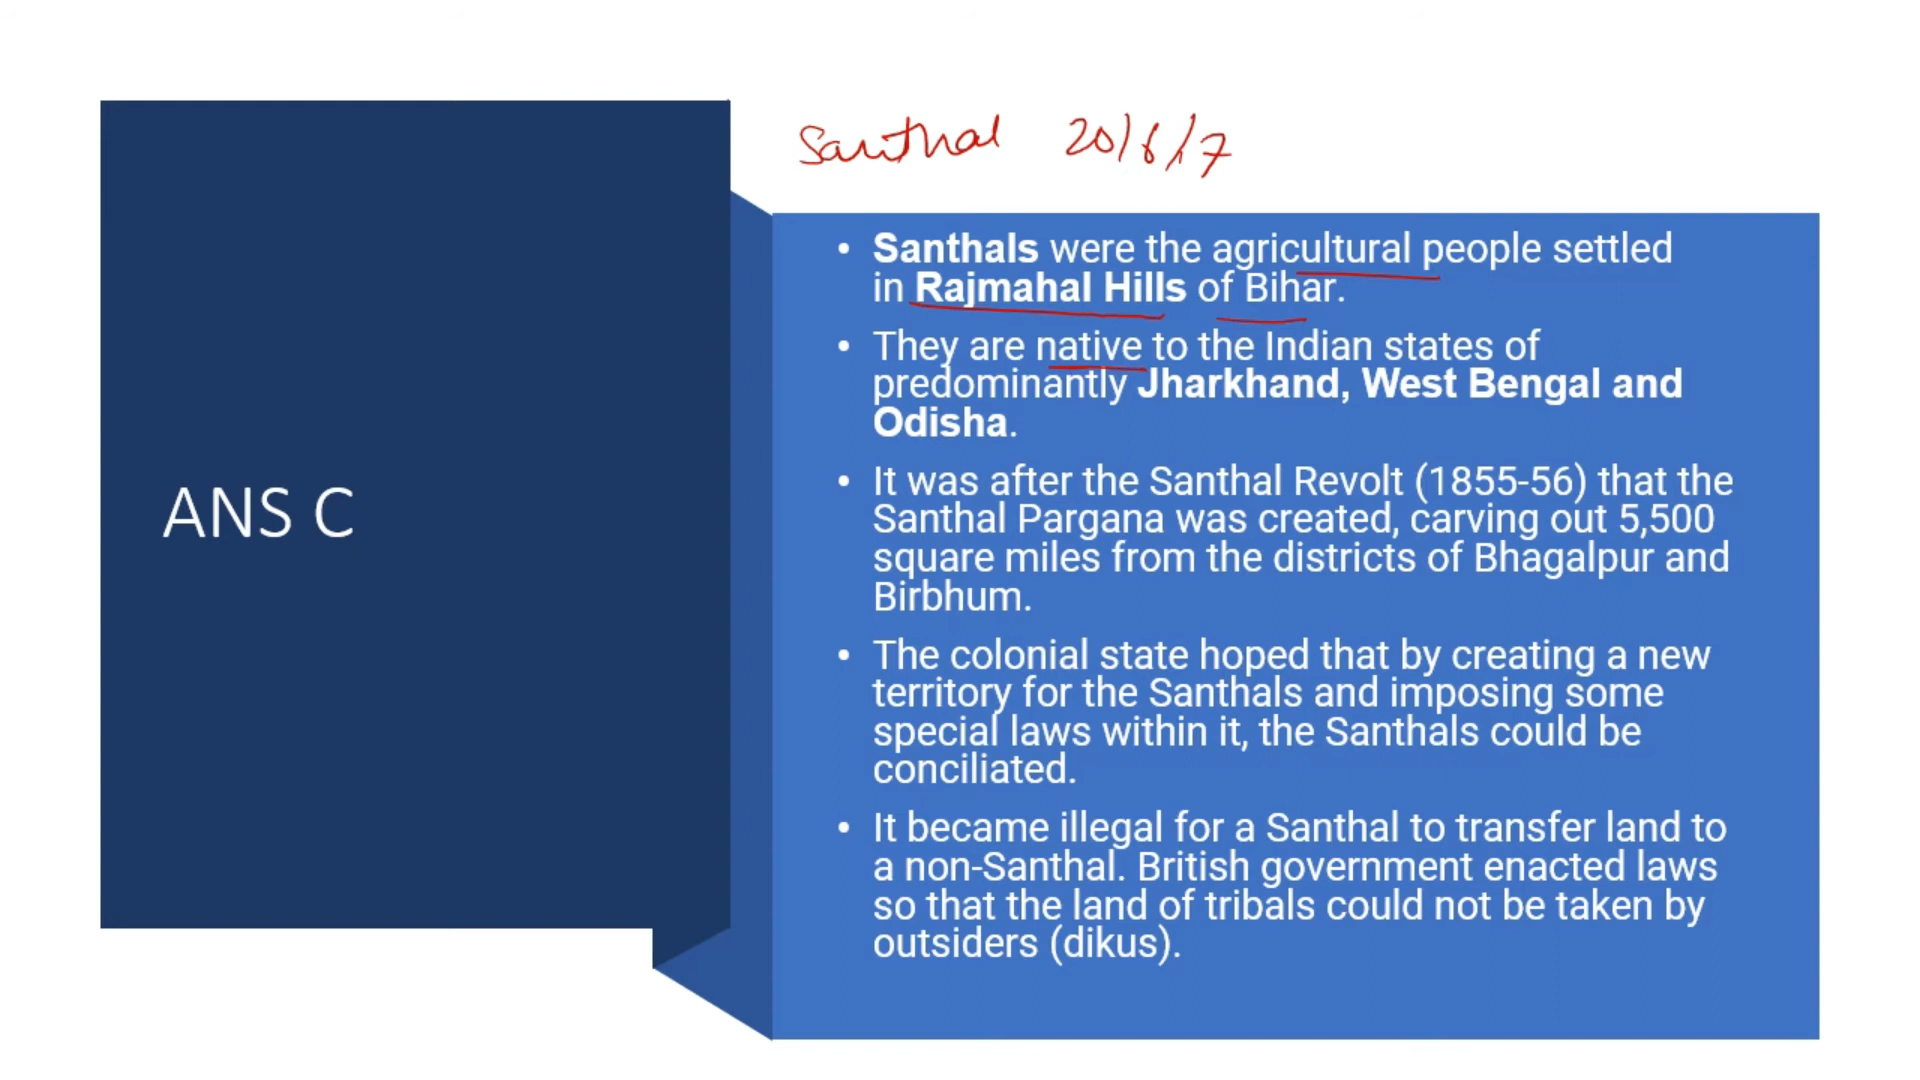 Santhal 20/6/17
ANS C
• Santhals were the agricultural people settled
in Rajmahal Hills of Bihar.
• They are native to the Indian states of
predominantly Jharkhand, West Bengal and
Odisha.
• It was after the Santhal Revolt (1855-56) that the
Santhal Pargana was created, carving out 5,500
square miles from the districts of Bhagalpur and
Birbhum.
• The colonial state hoped that by creating a new
territory for the Santhals and imposing some
special laws within it, the Santhals could be
conciliated.
• It became illegal for a Santhal to transfer land to
a non-Santhal. British government enacted laws
so that the land of tribals could not be taken by
outsiders (dikus).